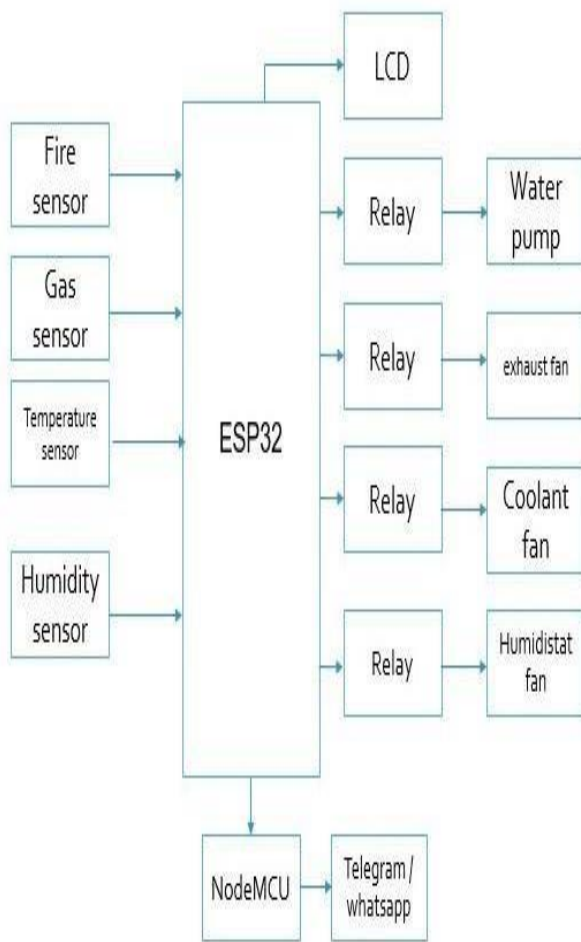 LCD
Fire
sensor
Relay
Water
pump
Gas
sensor
Relay
exhaust fan
Temperature
sensor
ESP32
Relay
Coolant
fan
Humidity
sensor
Relay
Humidistat
fan
NodeMCU
Telegram /
whatsapp